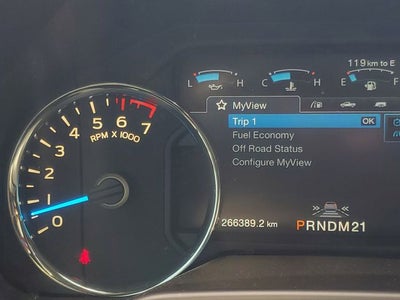 119 km to E
L H C H E F
MyView
Trip 1 OK
Fuel Economy
Off Road Status
Configure MyView
266389.2 km
PRNDM21
0 1 2 3 4 5 6 7
RPM X 1000